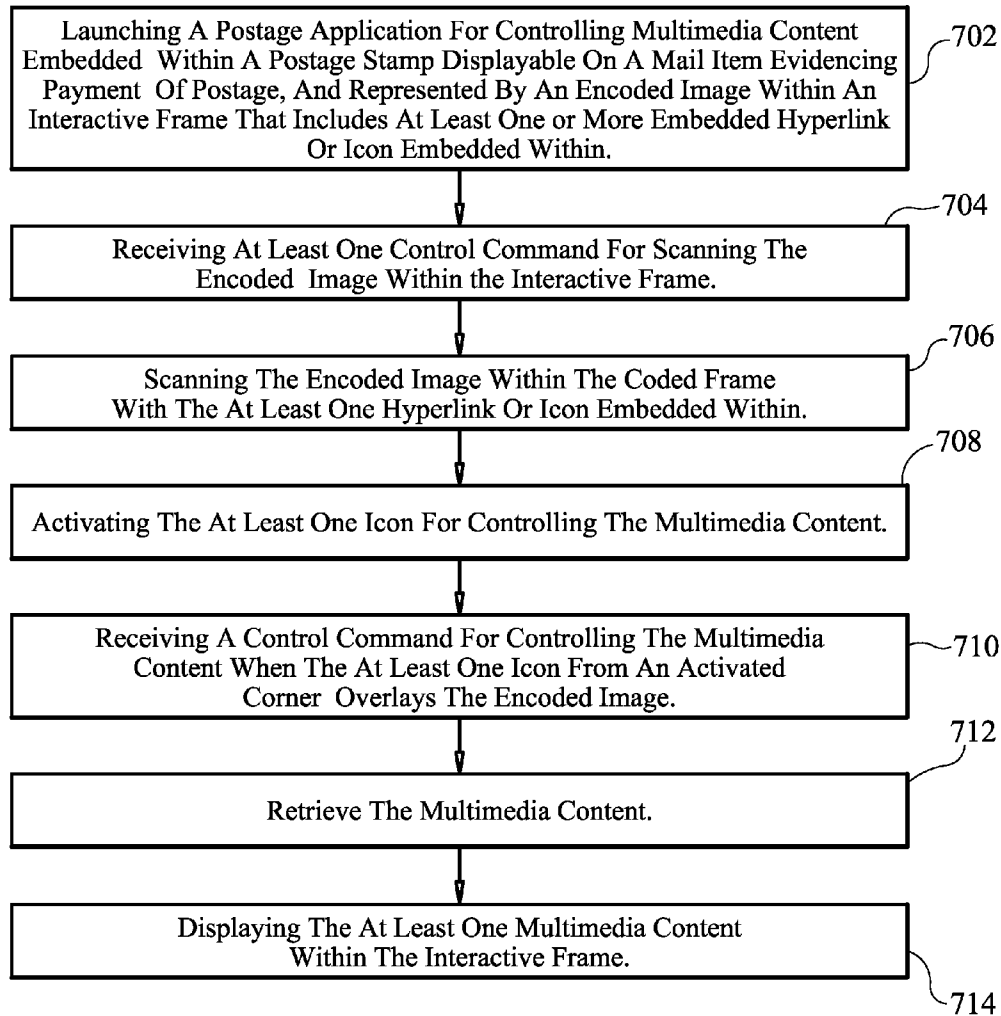 Launching A Postage Application For Controlling Multimedia Content
Embedded Within A Postage Stamp Displayable On A Mail Item Evidencing
Payment Of Postage, And Represented By An Encoded Image Within An
Interactive Frame That Includes At Least One or More Embedded Hyperlink
Or Icon Embedded Within.
702
704
Receiving At Least One Control Command For Scanning The
Encoded Image Within the Interactive Frame.
706
Scanning The Encoded Image Within The Coded Frame
With The At Least One Hyperlink Or Icon Embedded Within.
708
Activating The At Least One Icon For Controlling The Multimedia Content.
Receiving A Control Command For Controlling The Multimedia
Content When The At Least One Icon From An Activated
Corner Overlays The Encoded Image.
710
712
Retrieve The Multimedia Content.
Displaying The At Least One Multimedia Content
Within The Interactive Frame.
714